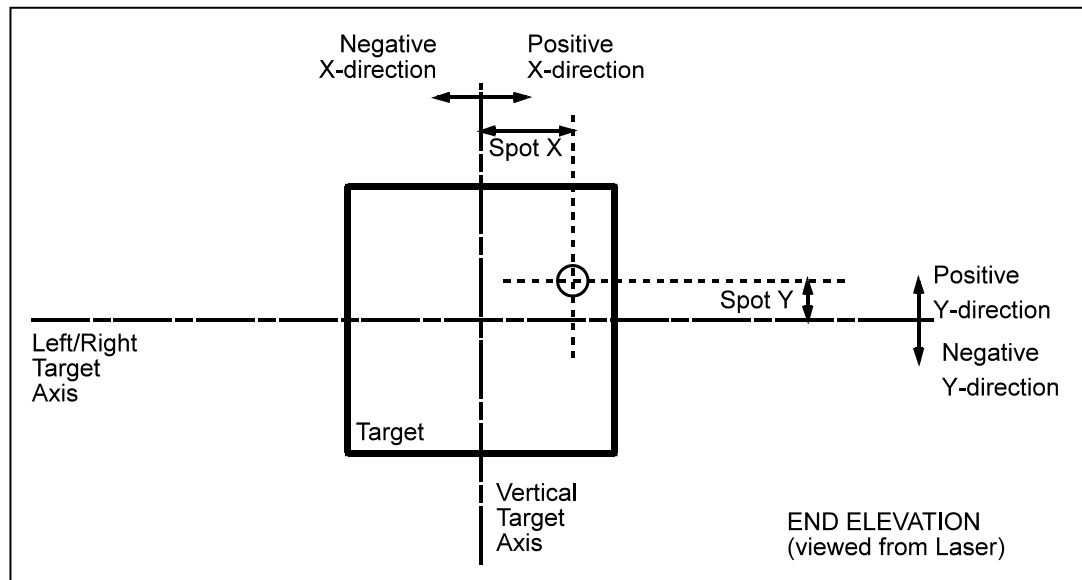 Negative
X-direction
Positive
X-direction
Spot X
Spot Y
Positive
Y-direction
Negative
Y-direction
Left/Right
Target
Axis
Target
Vertical
Target
Axis
END ELEVATION
(viewed from Laser)